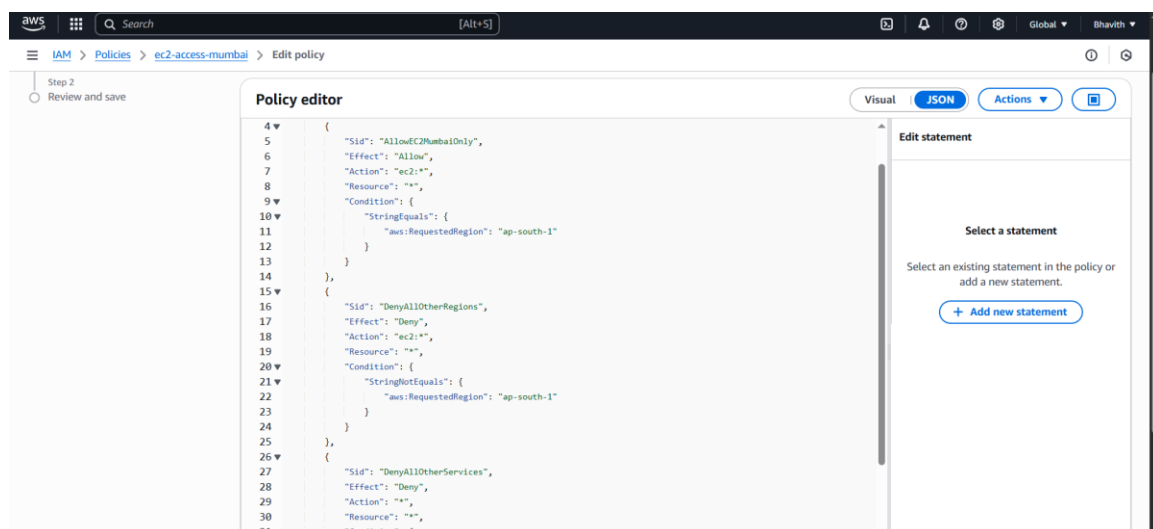 aws Search [Alt+S] Global ▼ Bhavith ▼
IAM > Policies > ec2-access-mumbai > Edit policy
Step 2
Review and save
Policy editor
Visual JSON Actions ▼
4 {
5 "Sid": "AllowEC2MumbaiOnly",
6 "Effect": "Allow",
7 "Action": "ec2:*",
8 "Resource": "*",
9 "Condition": {
10 "StringEquals": {
11 "aws:RequestedRegion": "ap-south-1"
12 }
13 }
14 },
15 {
16 "Sid": "DenyAllOtherRegions",
17 "Effect": "Deny",
18 "Action": "ec2:*",
19 "Resource": "*",
20 "Condition": {
21 "StringNotEquals": {
22 "aws:RequestedRegion": "ap-south-1"
23 }
24 }
25 },
26 {
27 "Sid": "DenyAllOtherServices",
28 "Effect": "Deny",
29 "Action": "*",
30 "Resource": "*",
Edit statement
Select a statement
Select an existing statement in the policy or
add a new statement.
+ Add new statement